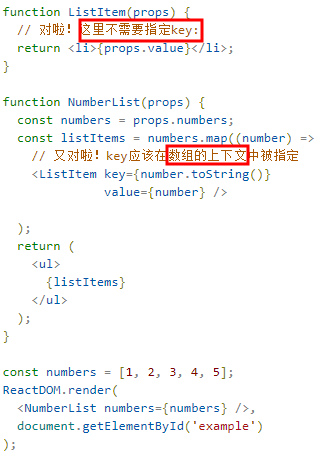 function ListItem(props) {
  // 对啦！这里不需要指定key:
  return <li>{props.value}</li>;
}

function NumberList(props) {
  const numbers = props.numbers;
  const listItems = numbers.map((number) =>
    // 又对啦！key应该在数组的上下文中被指定
    <ListItem key={number.toString()}
              value={number} />

  );
  return (
    <ul>
      {listItems}
    </ul>
  );
}

const numbers = [1, 2, 3, 4, 5];
ReactDOM.render(
  <NumberList numbers={numbers} />,
  document.getElementById('example')
);